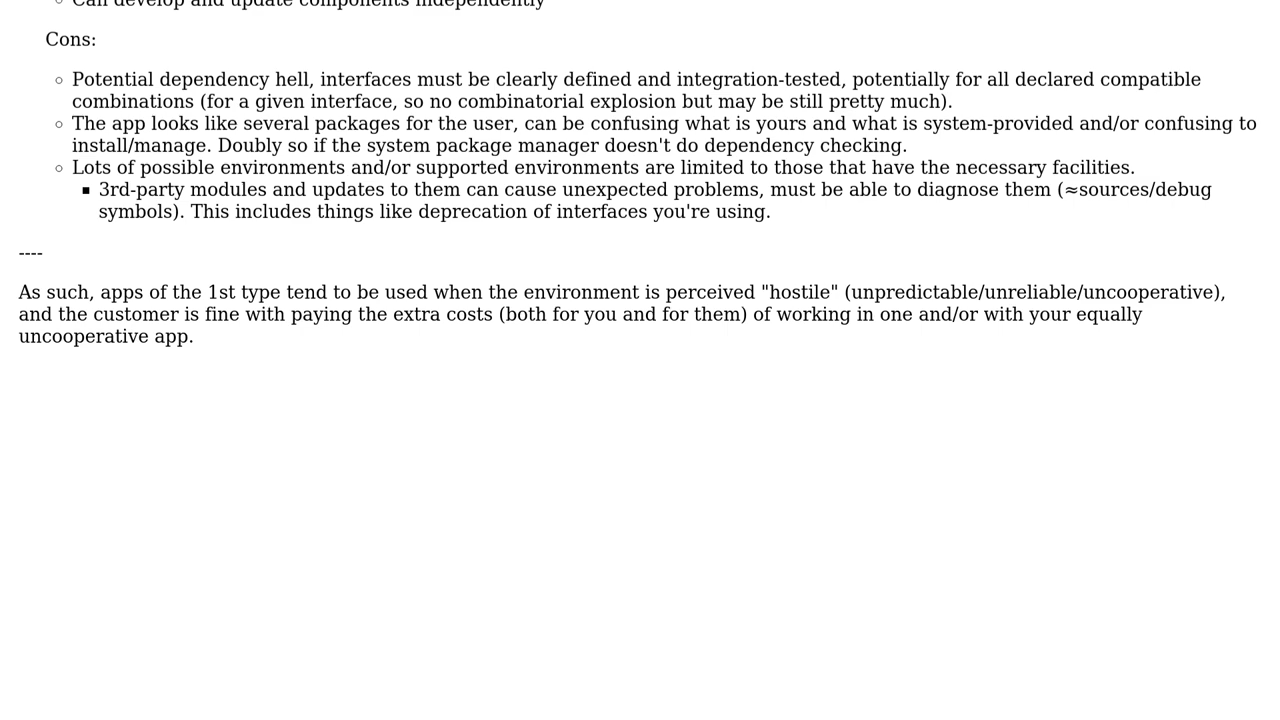 Can develop and update components independently
Cons:
Potential dependency hell, interfaces must be clearly defined and integration-tested, potentially for all declared compatible
combinations (for a given interface, so no combinatorial explosion but may be still pretty much).
The app looks like several packages for the user, can be confusing what is yours and what is system-provided and/or confusing to
install/manage. Doubly so if the system package manager doesn't do dependency checking.
Lots of possible environments and/or supported environments are limited to those that have the necessary facilities.
3rd-party modules and updates to them can cause unexpected problems, must be able to diagnose them (≈sources/debug
symbols). This includes things like deprecation of interfaces you're using.
----
As such, apps of the 1st type tend to be used when the environment is perceived "hostile" (unpredictable/unreliable/uncooperative),
and the customer is fine with paying the extra costs (both for you and for them) of working in one and/or with your equally
uncooperative app.